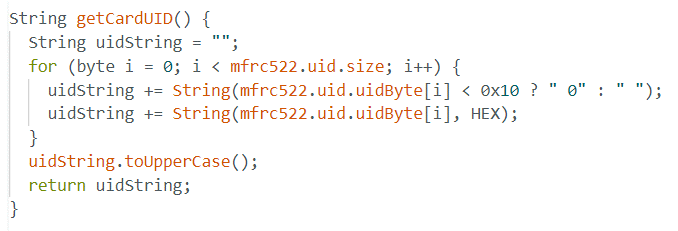 String getCardUID() {
  String uidString = "";
  for (byte i = 0; i < mfrc522.uid.size; i++) {
    uidString += String(mfrc522.uid.uidByte[i] < 0x10 ? " 0" : " ");
    uidString += String(mfrc522.uid.uidByte[i], HEX);
  }
  uidString.toUpperCase();
  return uidString;
}